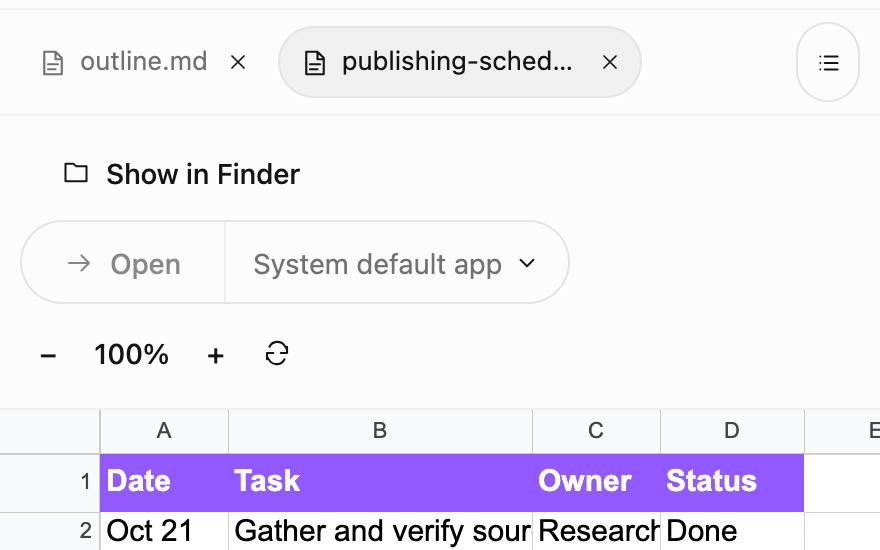 outline.md
publishing-sched...
Show in Finder
Open
System default app
– 100% +
A B C D E
1 Date Task Owner Status
2 Oct 21 Gather and verify sour Research Done